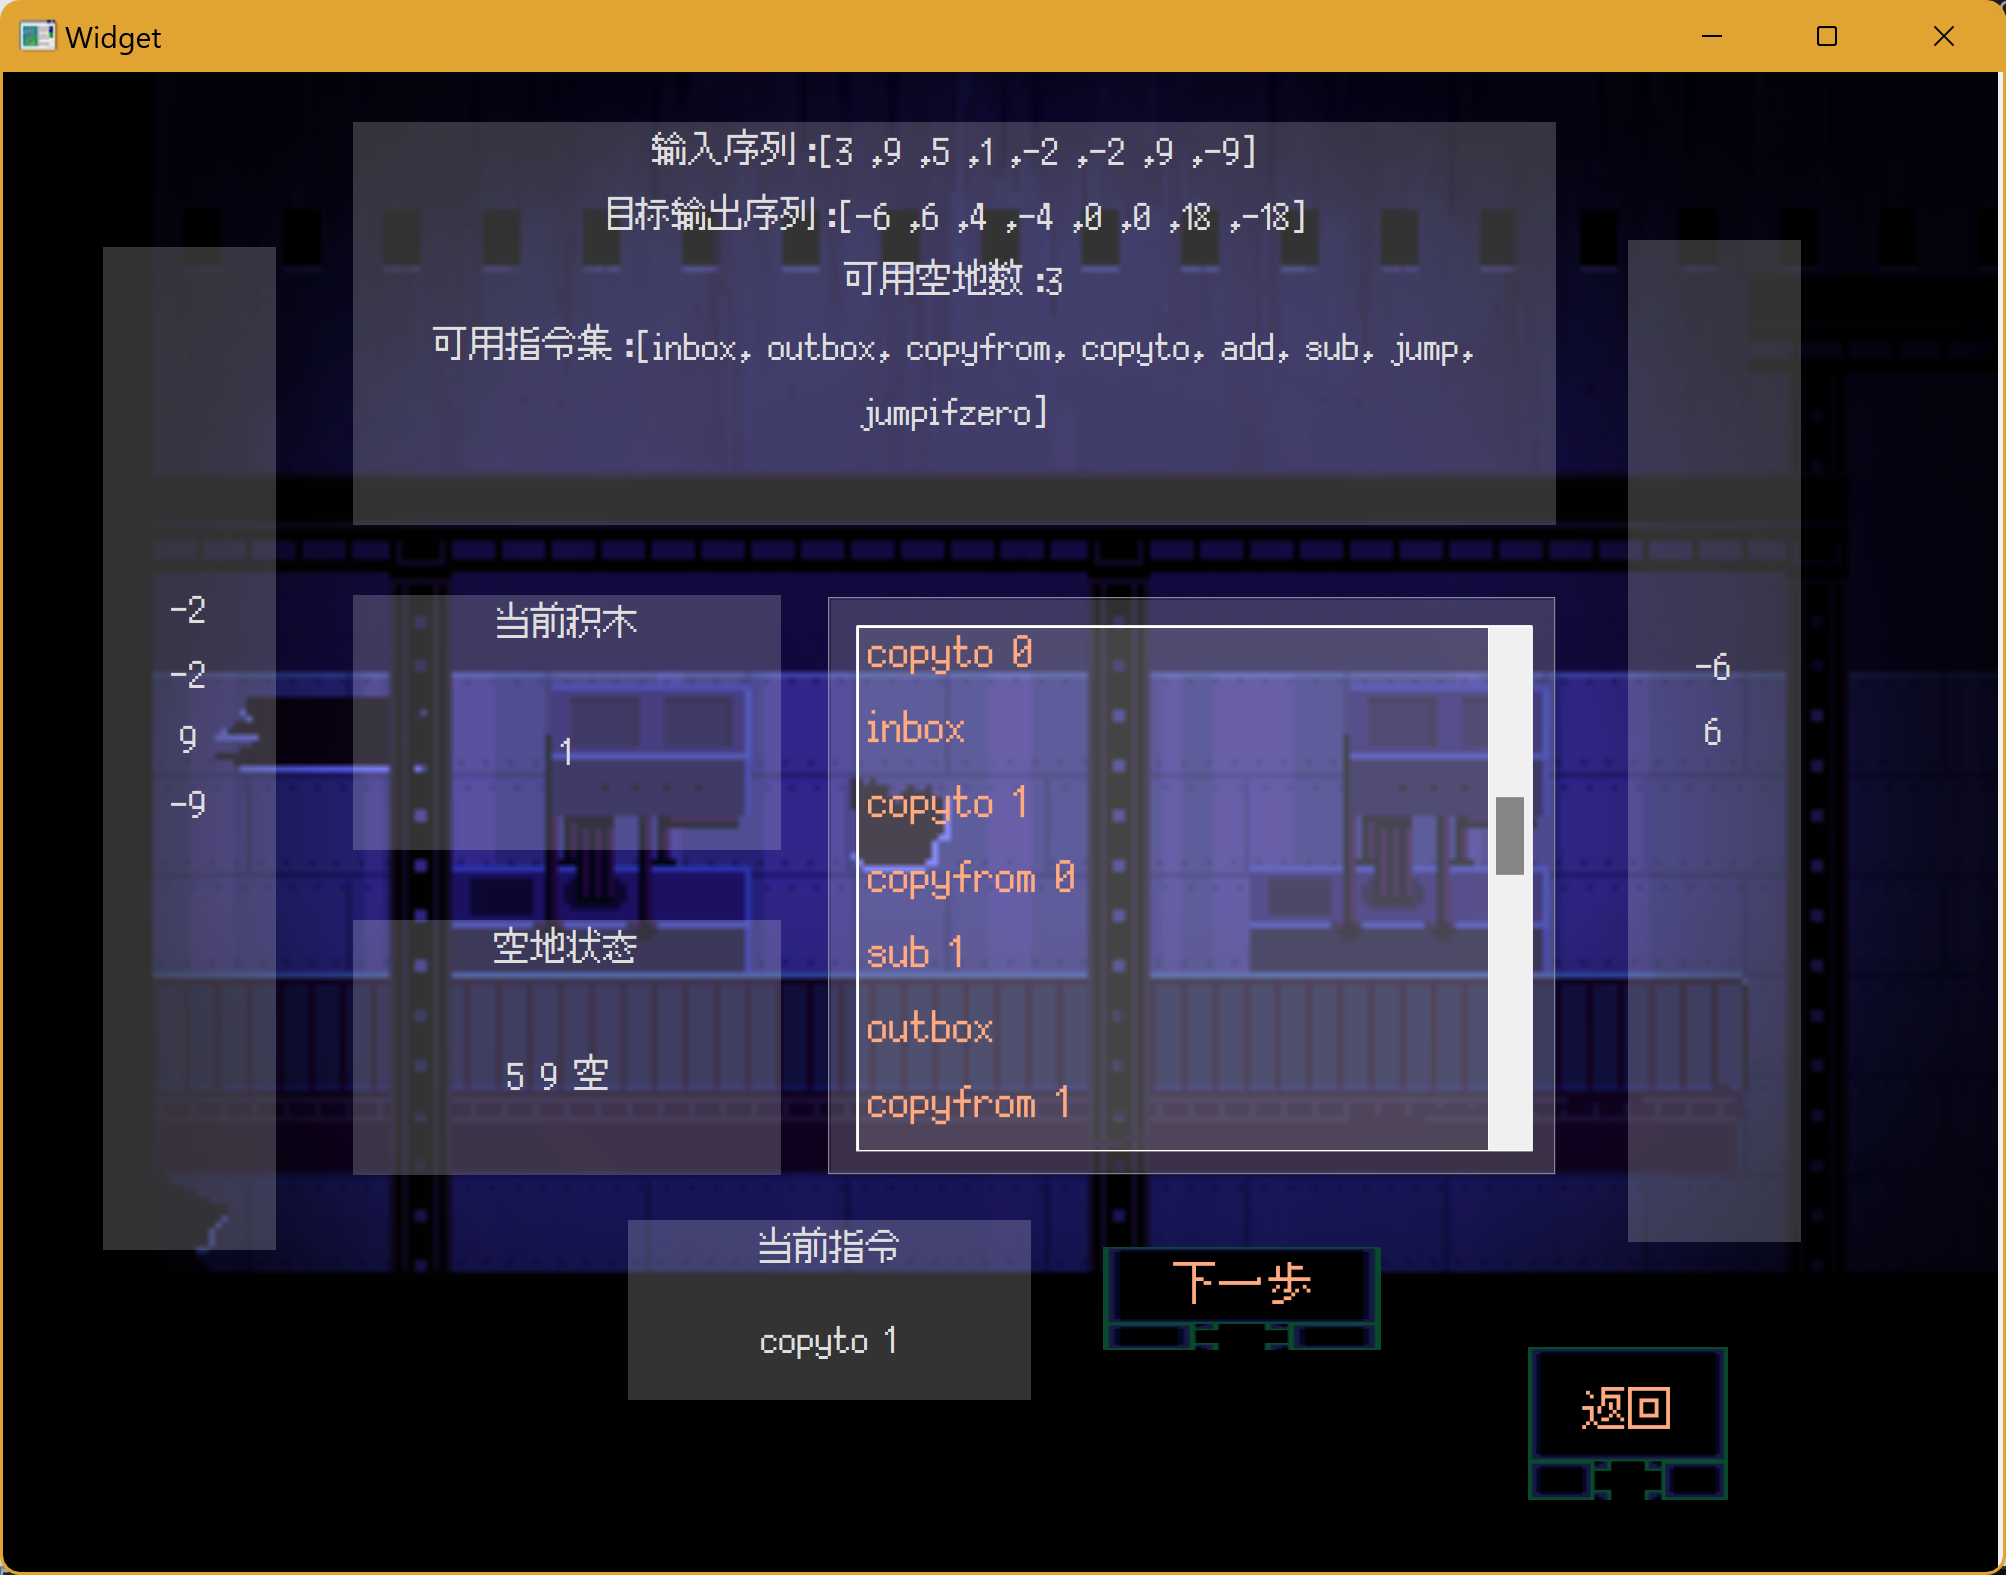 Widget
输入序列 :[3 ,9 ,5 ,1 ,-2 ,-2 ,9 ,-9]
目标输出序列 :[-6 ,6 ,4 ,-4 ,0 ,0 ,18 ,-18]
可用空地数 :3
可用指令集 :[inbox, outbox, copyfrom, copyto, add, sub, jump,
jumpifzero]
-2
-2
9
-9
当前积木
1
空地状态
5 9 空
copyto 0
inbox
copyto 1
copyfrom 0
sub 1
outbox
copyfrom 1
-6
6
当前指令
copyto 1
下一步
返回